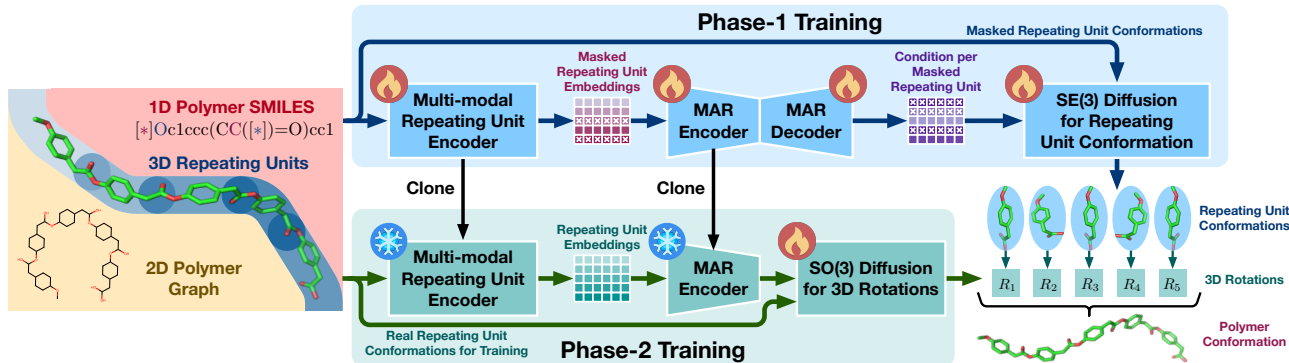 Phase-1 Training
Masked Repeating Unit Conformations
1D Polymer SMILES
[*]Oc1ccc(CC([*])=O)cc1
3D Repeating Units
2D Polymer
Graph
Multi-modal
Repeating Unit
Encoder
Masked
Repeating Unit
Embeddings
MAR
Encoder
MAR
Decoder
Condition per
Masked
Repeating Unit
SE(3) Diffusion
for Repeating
Unit Conformation
Clone
Clone
Multi-modal
Repeating Unit
Encoder
Repeating Unit
Embeddings
MAR
Encoder
SO(3) Diffusion
for 3D Rotations
Real Repeating Unit
Conformations for Training
Phase-2 Training
Repeating Unit
Conformations
R1 R2 R3 R4 R5
3D Rotations
Polymer
Conformation